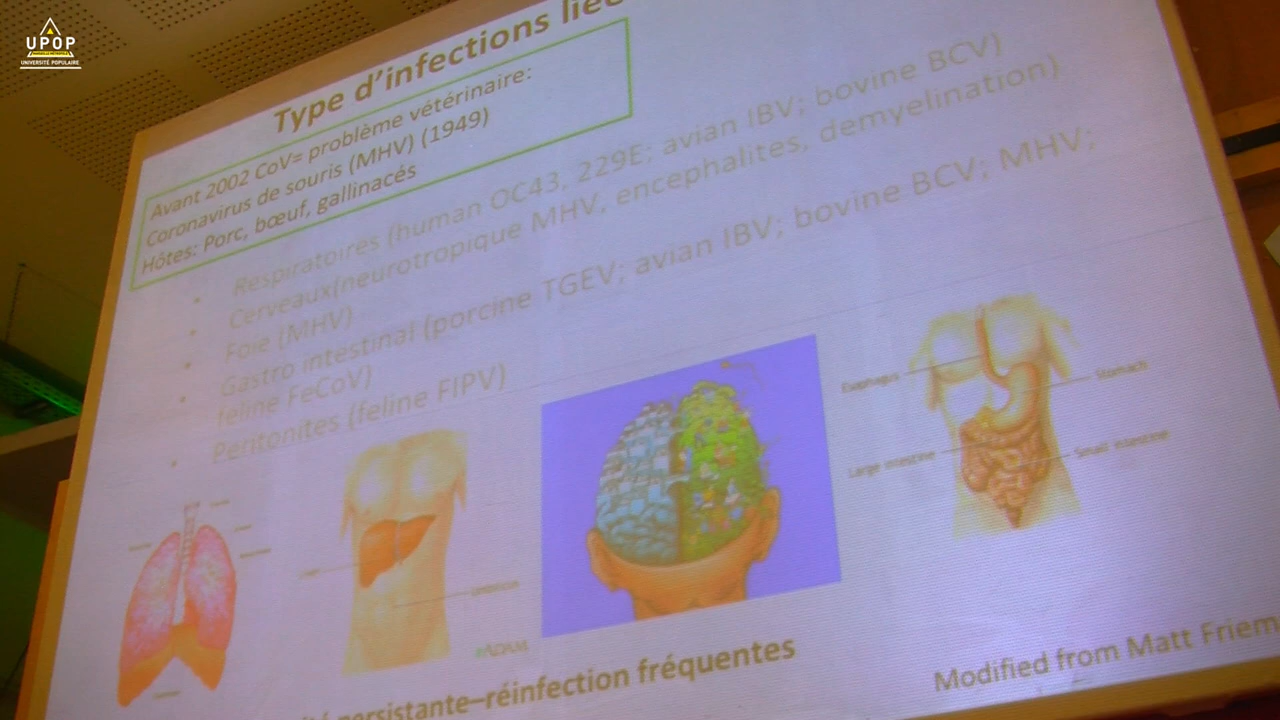 UPOP
UNIVERSITÉ POPULAIRE
Type d'infections liée
Avant 2002 CoV= problème vétérinaire:
Coronavirus de souris (MHV) (1949)
Hôtes: Porc, bœuf, gallinacés
• Respiratoires (human OC43, 229E; avian IBV; bovine BCV)
• Cerveaux(neurotropique MHV, encephalites, demyelination)
• Foie (MHV)
• Gastro intestinal (porcine TGEV; avian IBV; bovine BCV; MHV;
feline FeCoV)
• Peritonites (feline FIPV)
Esophagus
Stomach
Large intestine
Small intestine
ADAM
persistante–réinfection fréquentes
Modified from Matt Friem